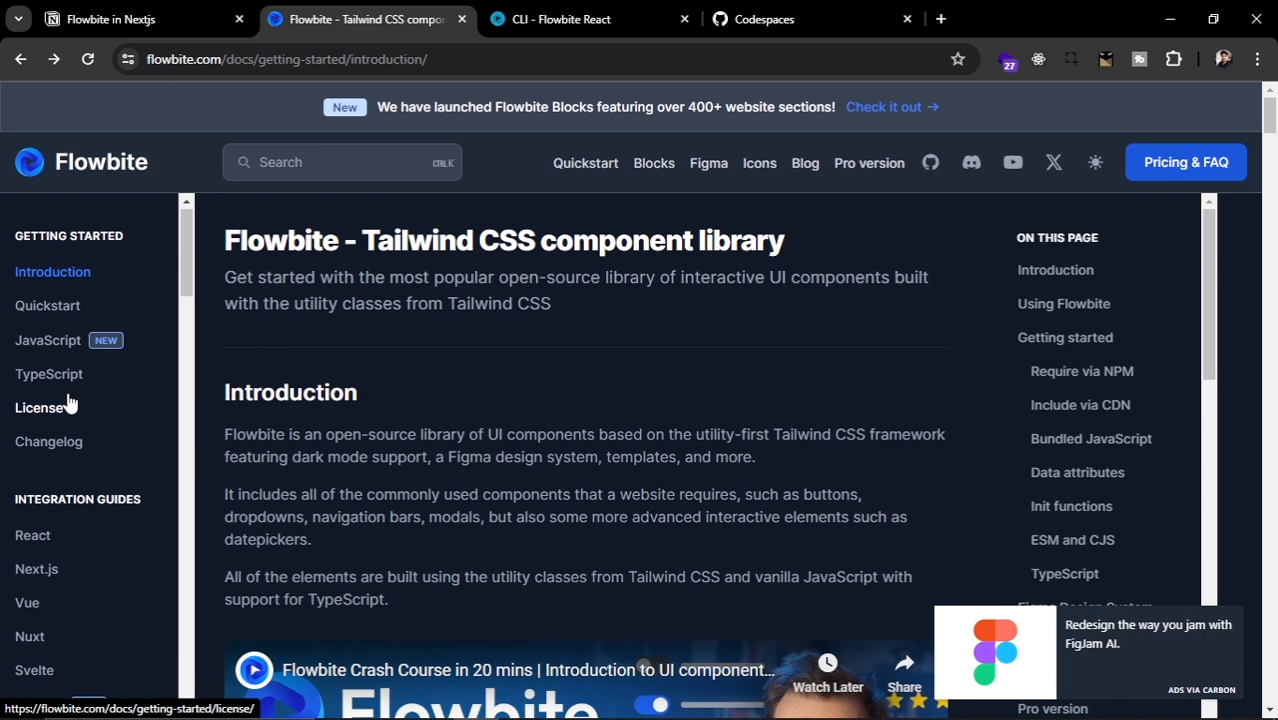 Flowbite in Nextjs
Flowbite - Tailwind CSS compo
CLI - Flowbite React
Codespaces
flowbite.com/docs/getting-started/introduction/
27
New We have launched Flowbite Blocks featuring over 400+ website sections! Check it out →
Flowbite
Search CTRL K
Quickstart Blocks Figma Icons Blog Pro version
Pricing & FAQ
GETTING STARTED
Introduction
Quickstart
JavaScript NEW
TypeScript
License
Changelog
INTEGRATION GUIDES
React
Next.js
Vue
Nuxt
Svelte
Flowbite - Tailwind CSS component library
Get started with the most popular open-source library of interactive UI components built
with the utility classes from Tailwind CSS
Introduction
Flowbite is an open-source library of UI components based on the utility-first Tailwind CSS framework
featuring dark mode support, a Figma design system, templates, and more.
It includes all of the commonly used components that a website requires, such as buttons,
dropdowns, navigation bars, modals, but also some more advanced interactive elements such as
datepickers.
All of the elements are built using the utility classes from Tailwind CSS and vanilla JavaScript with
support for TypeScript.
Flowbite Crash Course in 20 mins | Introduction to UI component...
Watch Later
Share
Flowbite
ON THIS PAGE
Introduction
Using Flowbite
Getting started
Require via NPM
Include via CDN
Bundled JavaScript
Data attributes
Init functions
ESM and CJS
TypeScript
Figma Design System
Redesign the way you jam with
FigJam AI.
ADS VIA CARBON
Pro version
https://flowbite.com/docs/getting-started/license/